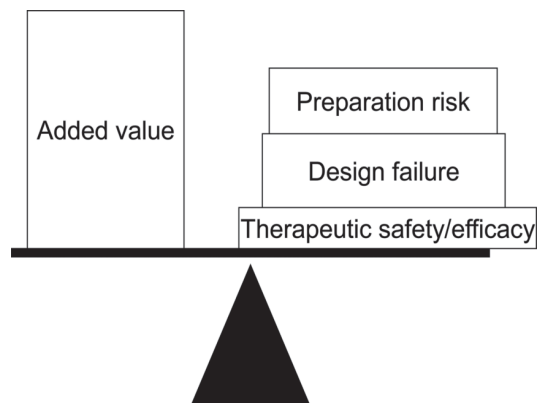 Added value
Preparation risk
Design failure
Therapeutic safety/efficacy